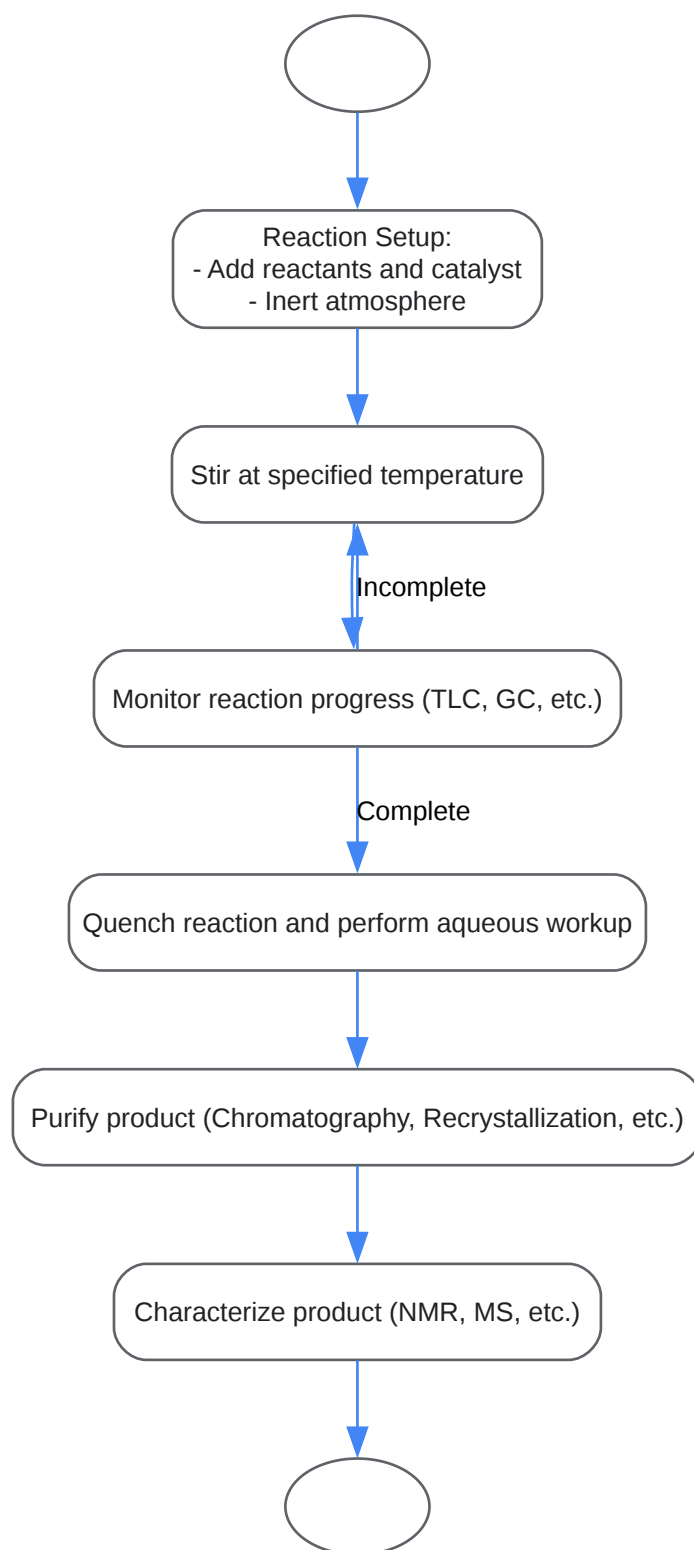 Reaction Setup:
- Add reactants and catalyst
- Inert atmosphere
Stir at specified temperature
Incomplete
Monitor reaction progress (TLC, GC, etc.)
Complete
Quench reaction and perform aqueous workup
Purify product (Chromatography, Recrystallization, etc.)
Characterize product (NMR, MS, etc.)